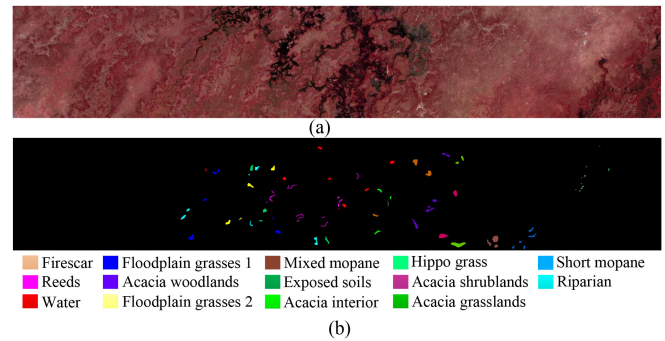 (a)
Firescar Floodplain grasses 1 Mixed mopane Hippo grass Short mopane
Reeds Acacia woodlands Exposed soils Acacia shrublands Riparian
Water Floodplain grasses 2 Acacia interior Acacia grasslands
(b)